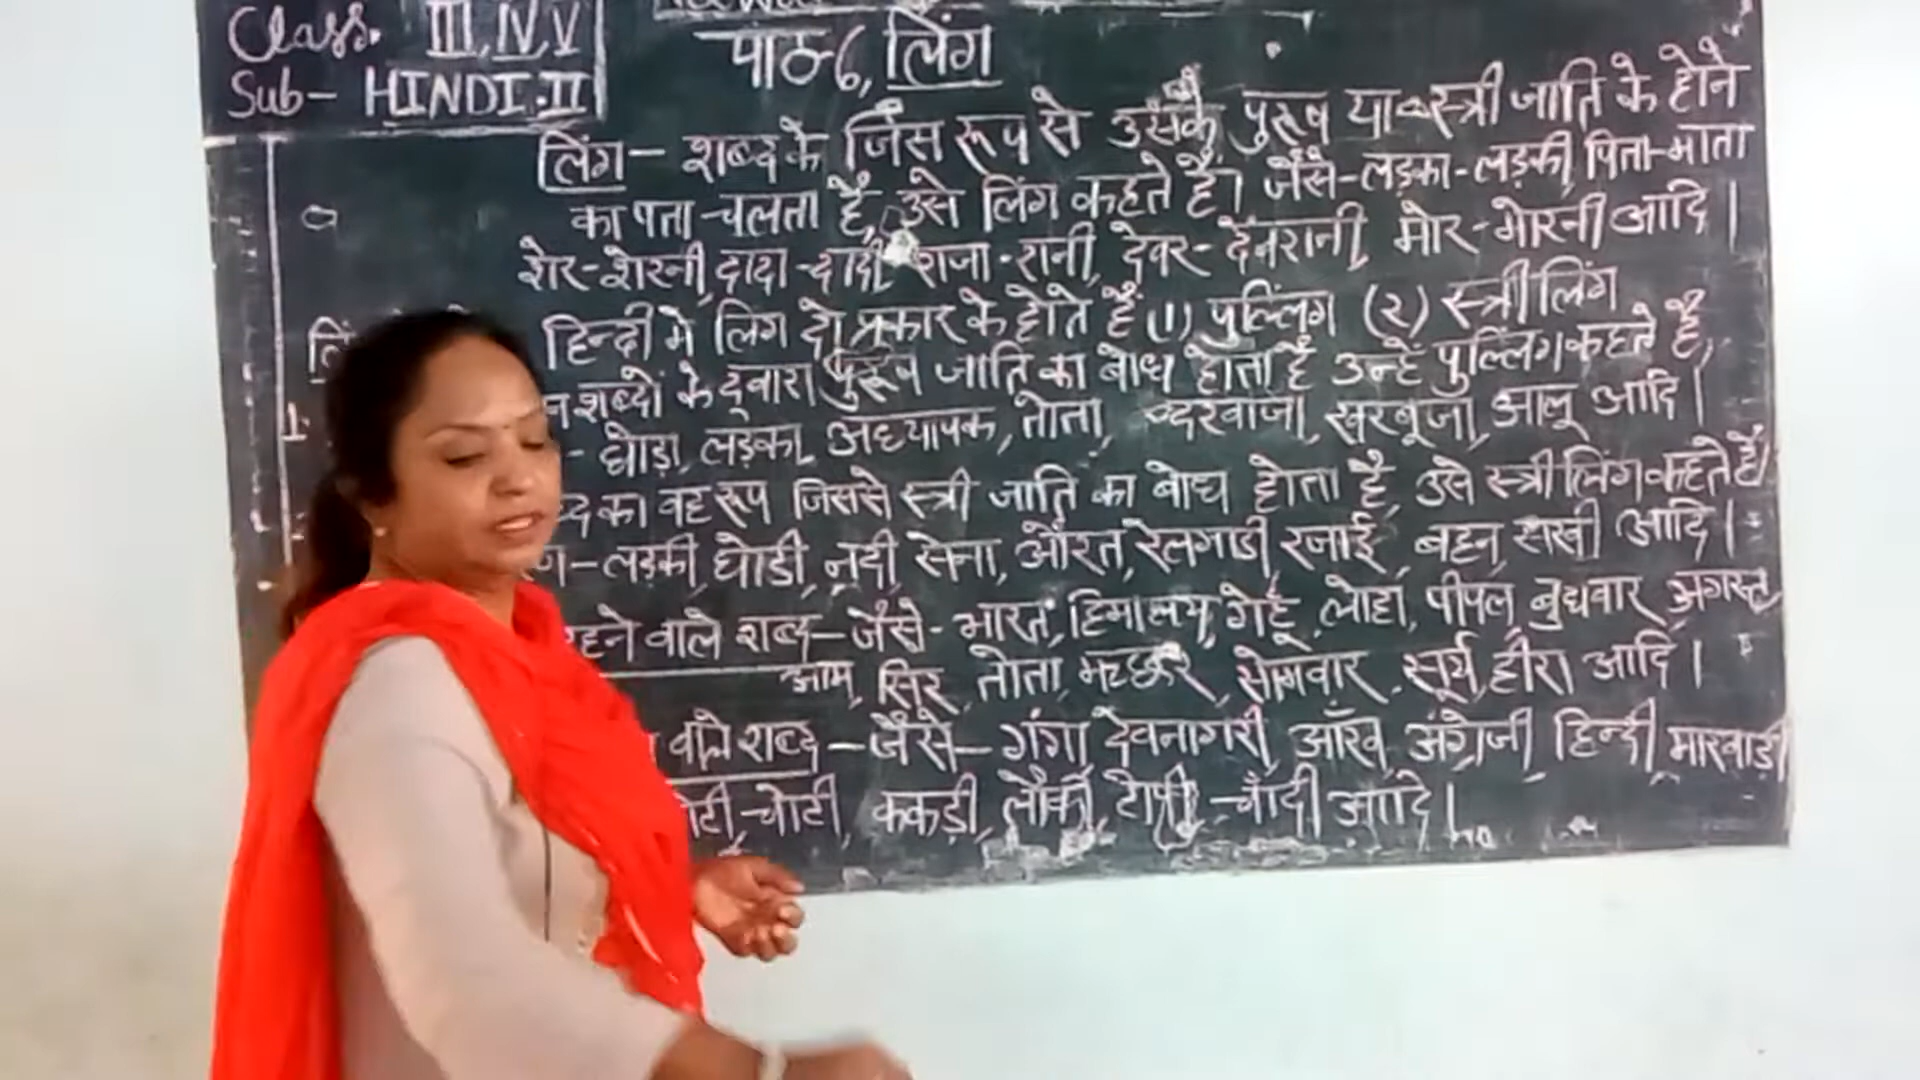 Class. III, IV, V
Sub- HINDI-II
पाठ-6, लिंग
लिंग - शब्द के जिस रूप से उसके पुरूष या स्त्री जाति के होने
का पता चलता है, उसे लिंग कहते है। जैसे-लड़का-लड़की, पिता-माता
शेर-शेरनी, दादा-दादी, राजा-रानी, देवर-देवरानी, मोर-मोरनी आदि।
हिन्दी मे लिंग दो प्रकार के होते है (1) पुल्लिंग (२) स्त्रीलिंग
1. शब्दों के द्वारा पुरूष जाति का बोध होता है उन्हें पुल्लिंग कहते है,
- घोड़ा, लड़का, अध्यापक, तोता, दरवाजा, खरबूजा, आलू आदि।
का वह रूप जिससे स्त्री जाति का बोध होता है, उसे स्त्रीलिंग कहते है।
-लड़की, घोडी, नदी, सेना, औरत, रेलगाडी, रजाई, बहन, सखी आदि।
वाले शब्द-जैसे-भारत, हिमालय, गेहूँ, लोहा, पीपल, बुधवार, अगस्त,
आम, सिर, तोता, मच्छर, सोमवार, सूर्य, हीरा आदि।
वाले शब्द-जैसे-गंगा, देवनागरी, आँख, अंग्रेजी, हिन्दी, मारवाड़ी
चोटी, ककड़ी, लौकी, टोपी, चाँदी आदि।